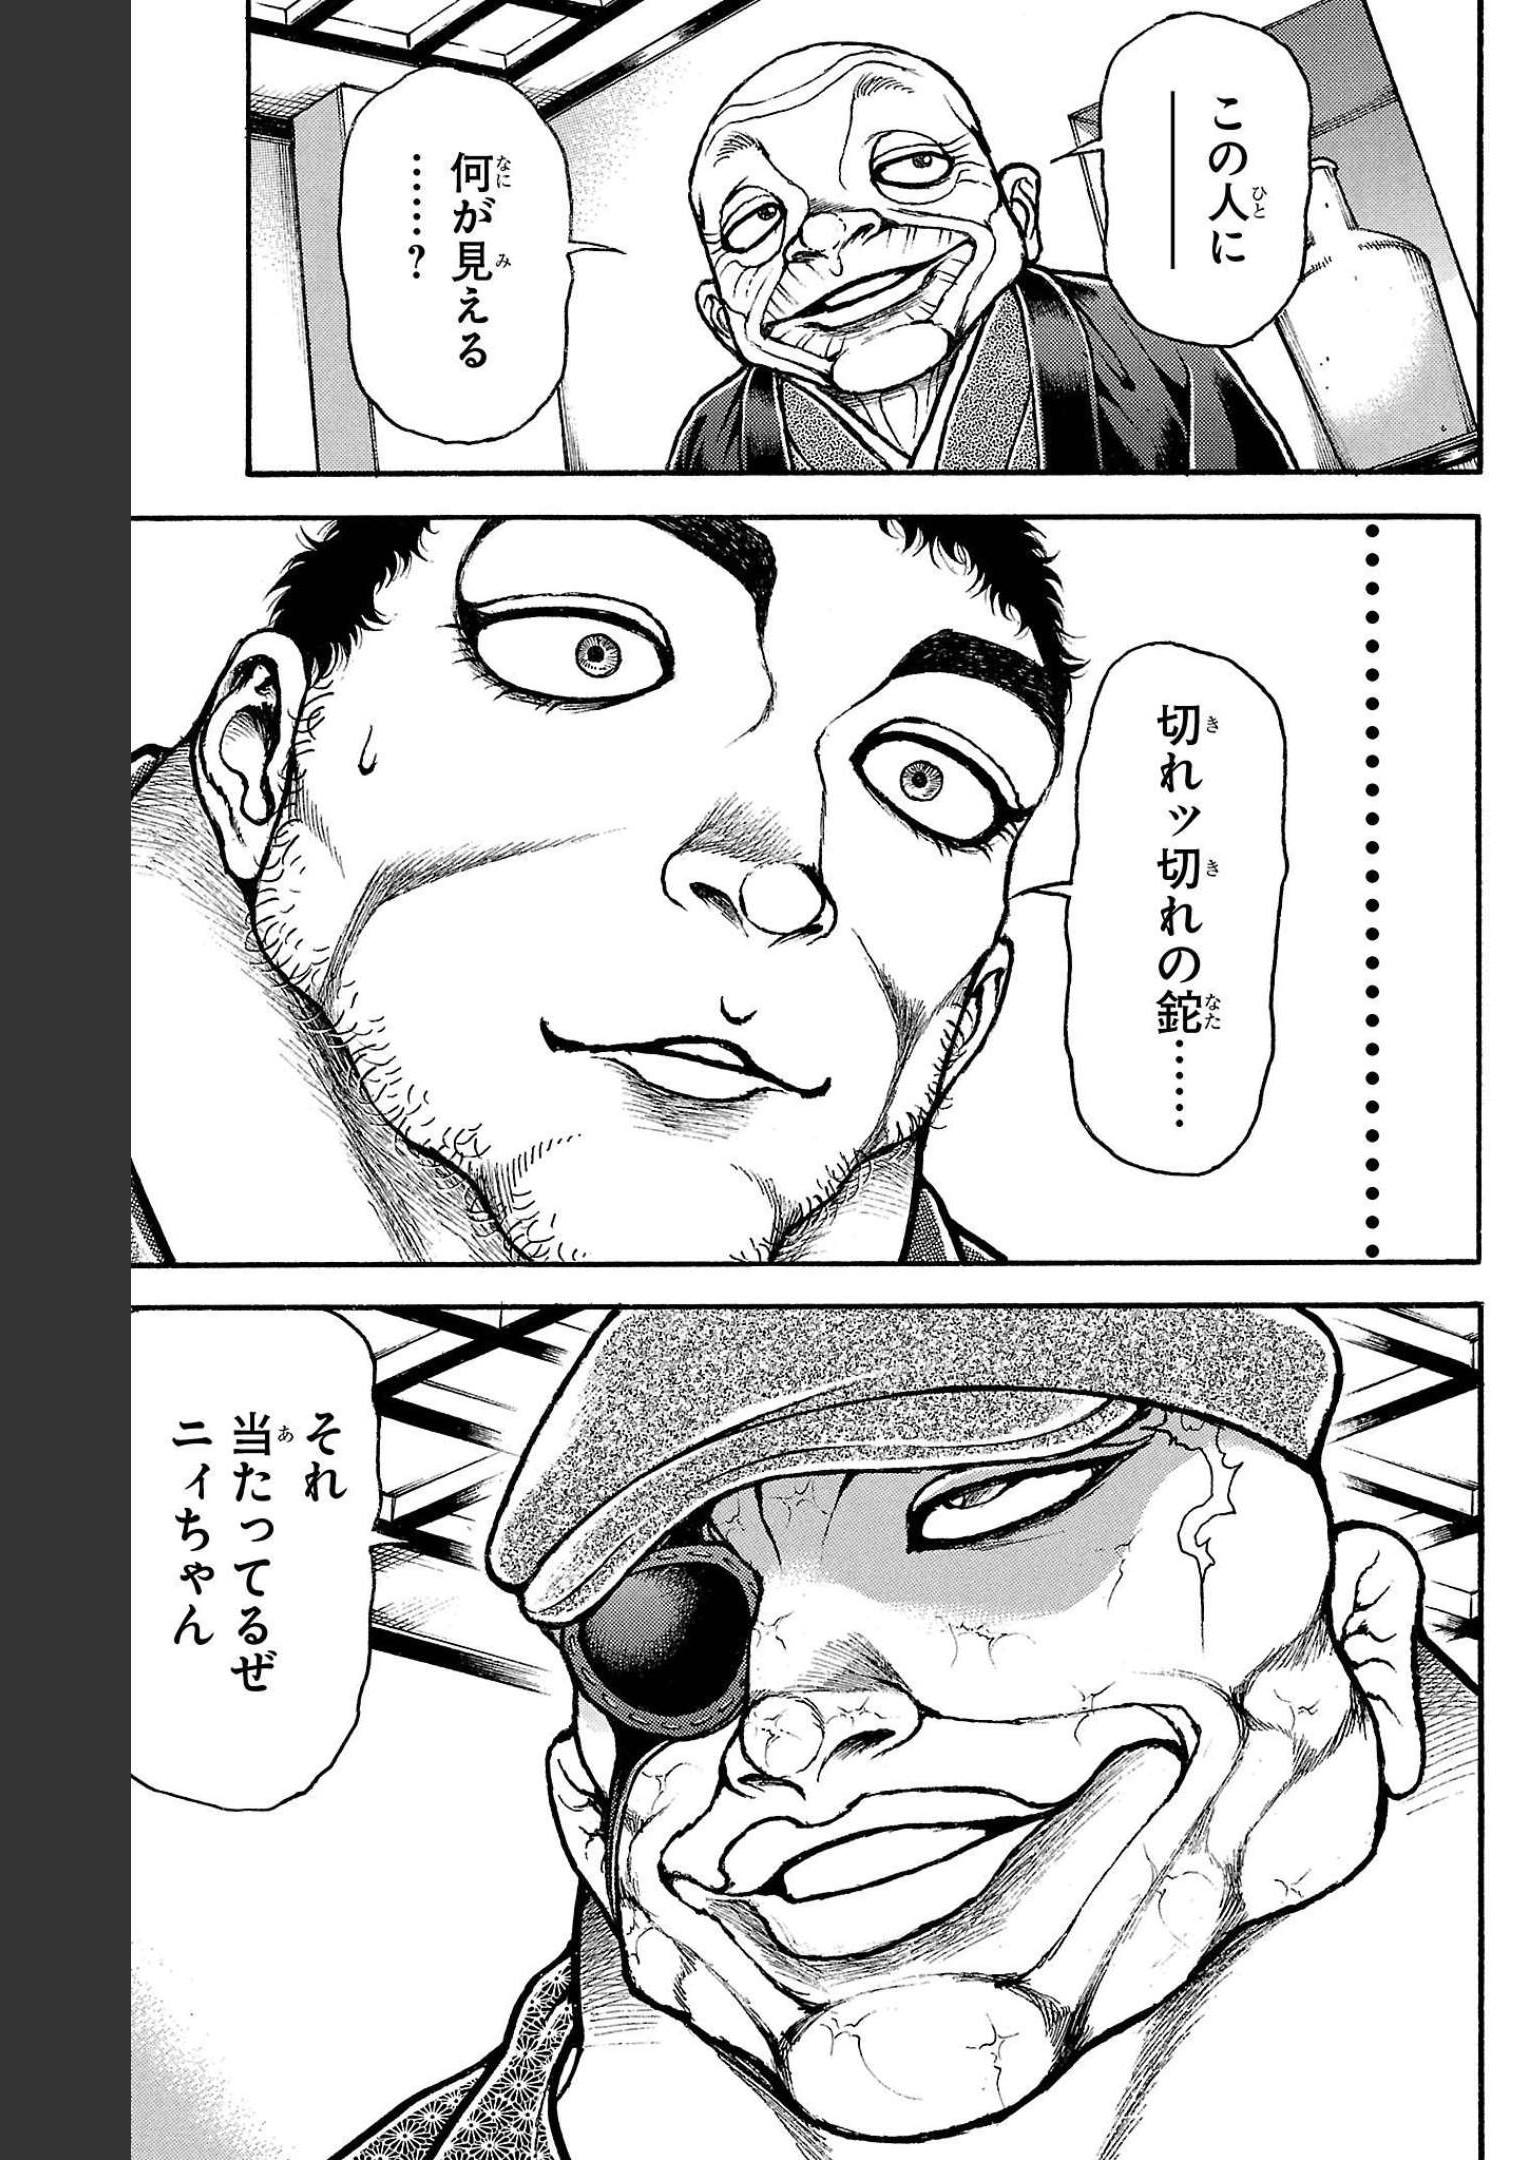 この人に
――
何が見える
……?
………………………
切れッ切れの鉈……
それ
当たってるぜ
ニィちゃん